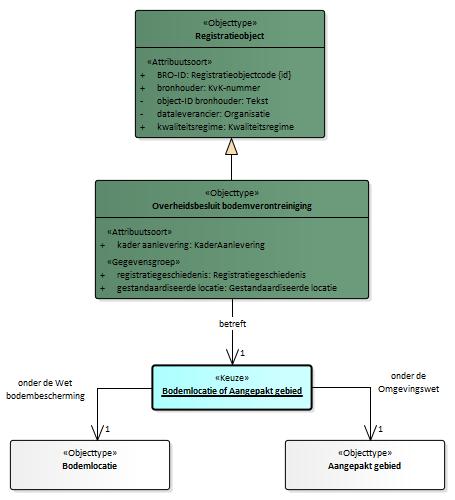 «Objecttype»
Registratieobject
«Attribuutsoort»
+ BRO-ID: Registratieobjectcode {id}
+ bronhouder: KvK-nummer
- object-ID bronhouder: Tekst
- dataleverancier: Organisatie
+ kwaliteitsregime: Kwaliteitsregime
«Objecttype»
Overheidsbesluit bodemverontreiniging
«Attribuutsoort»
+ kader aanlevering: KaderAanlevering
«Gegevensgroep»
+ registratiegeschiedenis: Registratiegeschiedenis
+ gestandaardiseerde locatie: Gestandaardiseerde locatie
betreft
1
«Keuze»
Bodemlocatie of Aangepakt gebied
onder de Wet
bodembescherming
onder de
Omgevingswet
1
1
«Objecttype»
Bodemlocatie
«Objecttype»
Aangepakt gebied